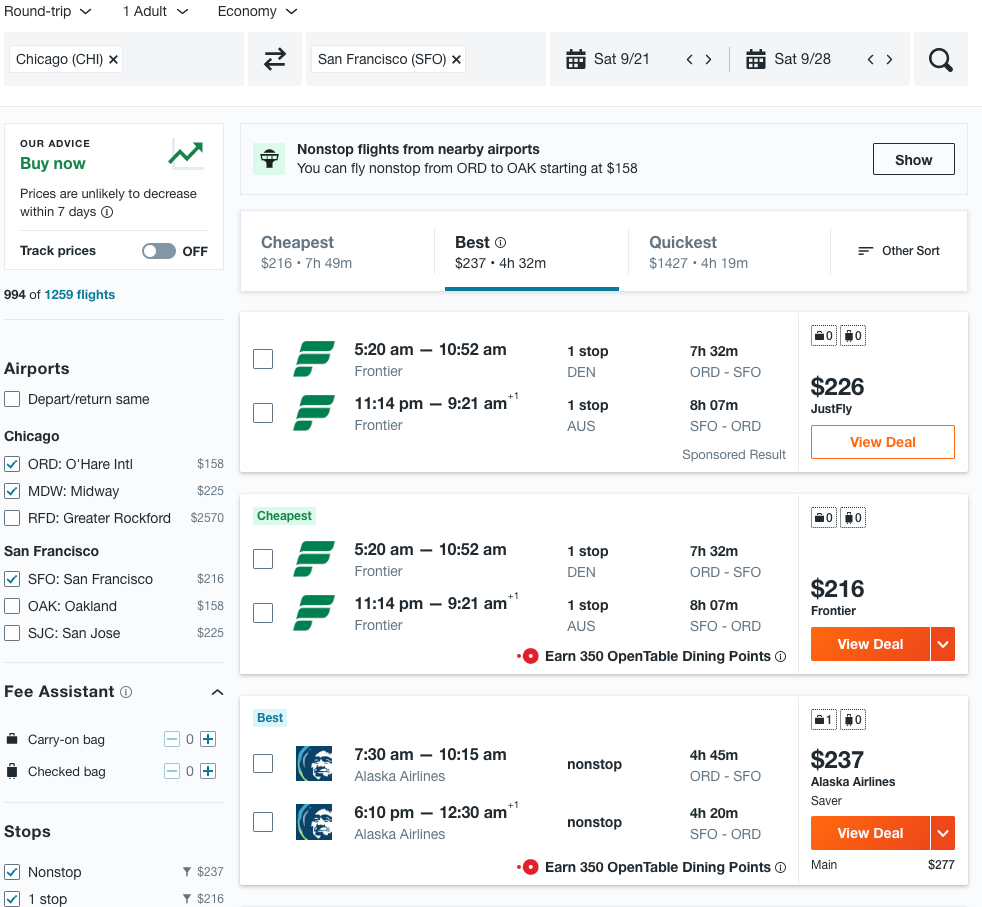 Round-trip 1 Adult Economy
Chicago (CHI) × San Francisco (SFO) × Sat 9/21 Sat 9/28
OUR ADVICE
Buy now
Prices are unlikely to decrease
within 7 days
Track prices OFF
994 of 1259 flights
Airports
Depart/return same
Chicago
ORD: O'Hare Intl $158
MDW: Midway $225
RFD: Greater Rockford $2570
San Francisco
SFO: San Francisco $216
OAK: Oakland $158
SJC: San Jose $225
Fee Assistant
Carry-on bag 0
Checked bag 0
Stops
Nonstop $237
1 stop $216
Nonstop flights from nearby airports
You can fly nonstop from ORD to OAK starting at $158
Show
Cheapest
$216 • 7h 49m
Best
$237 • 4h 32m
Quickest
$1427 • 4h 19m
Other Sort
5:20 am — 10:52 am 1 stop 7h 32m
Frontier DEN ORD - SFO
11:14 pm — 9:21 am+1 1 stop 8h 07m
Frontier AUS SFO - ORD
Sponsored Result
0 0
$226
JustFly
View Deal
Cheapest
5:20 am — 10:52 am 1 stop 7h 32m
Frontier DEN ORD - SFO
11:14 pm — 9:21 am+1 1 stop 8h 07m
Frontier AUS SFO - ORD
Earn 350 OpenTable Dining Points
0 0
$216
Frontier
View Deal
Best
7:30 am — 10:15 am nonstop 4h 45m
Alaska Airlines ORD - SFO
6:10 pm — 12:30 am+1 nonstop 4h 20m
Alaska Airlines SFO - ORD
Earn 350 OpenTable Dining Points
1 0
$237
Alaska Airlines
Saver
View Deal
Main $277